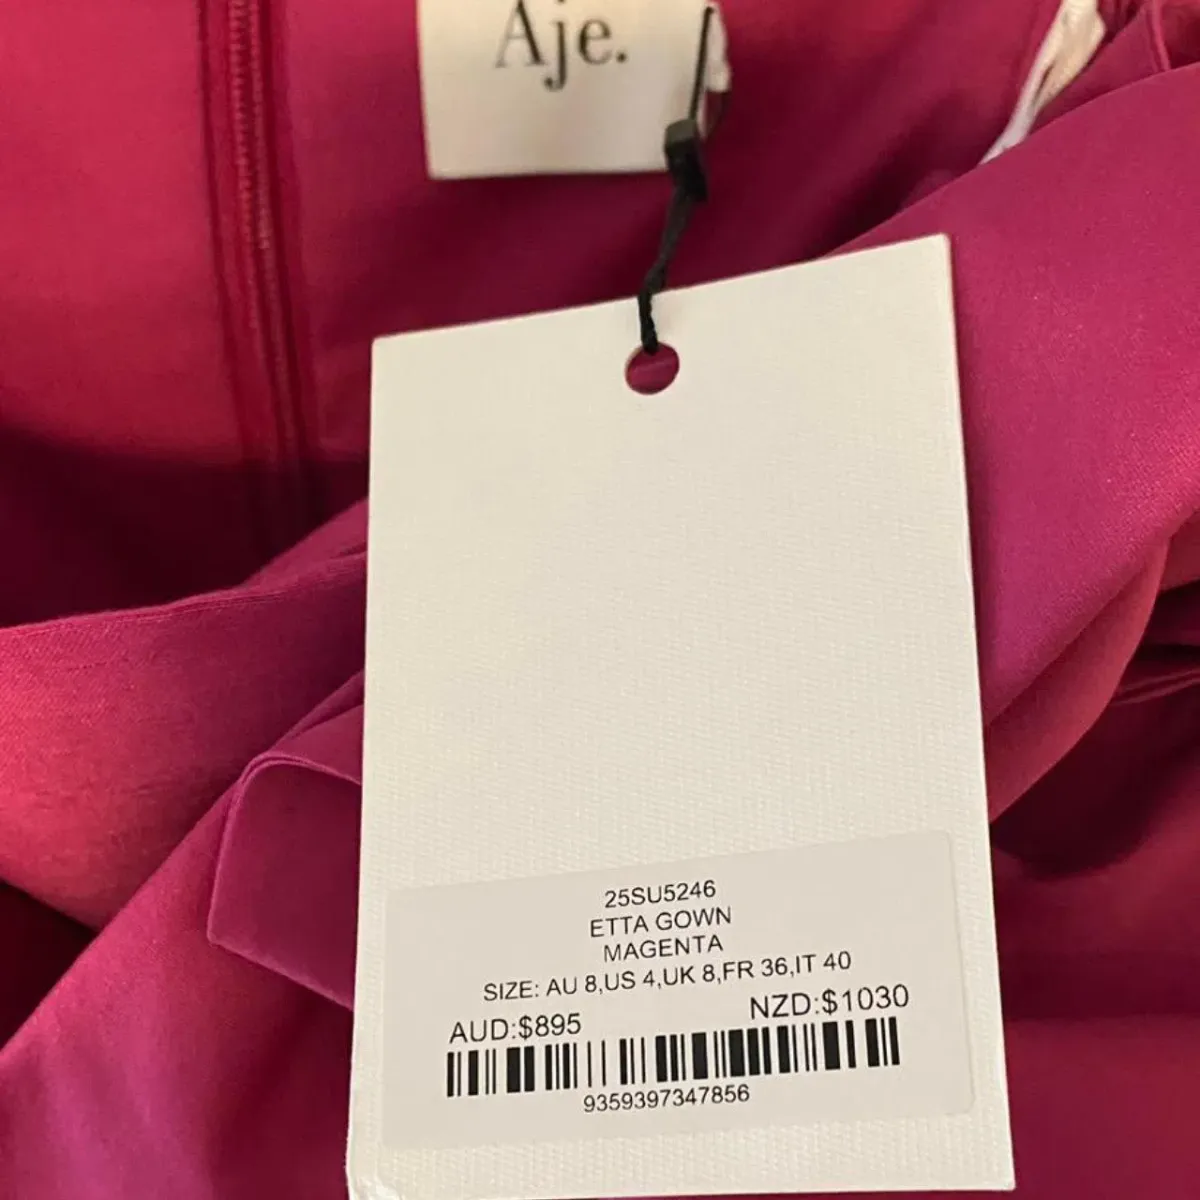 Aje.
25SU5246
ETTA GOWN
MAGENTA
SIZE: AU 8,US 4,UK 8,FR 36,IT 40
AUD:$895 NZD:$1030
9359397347856